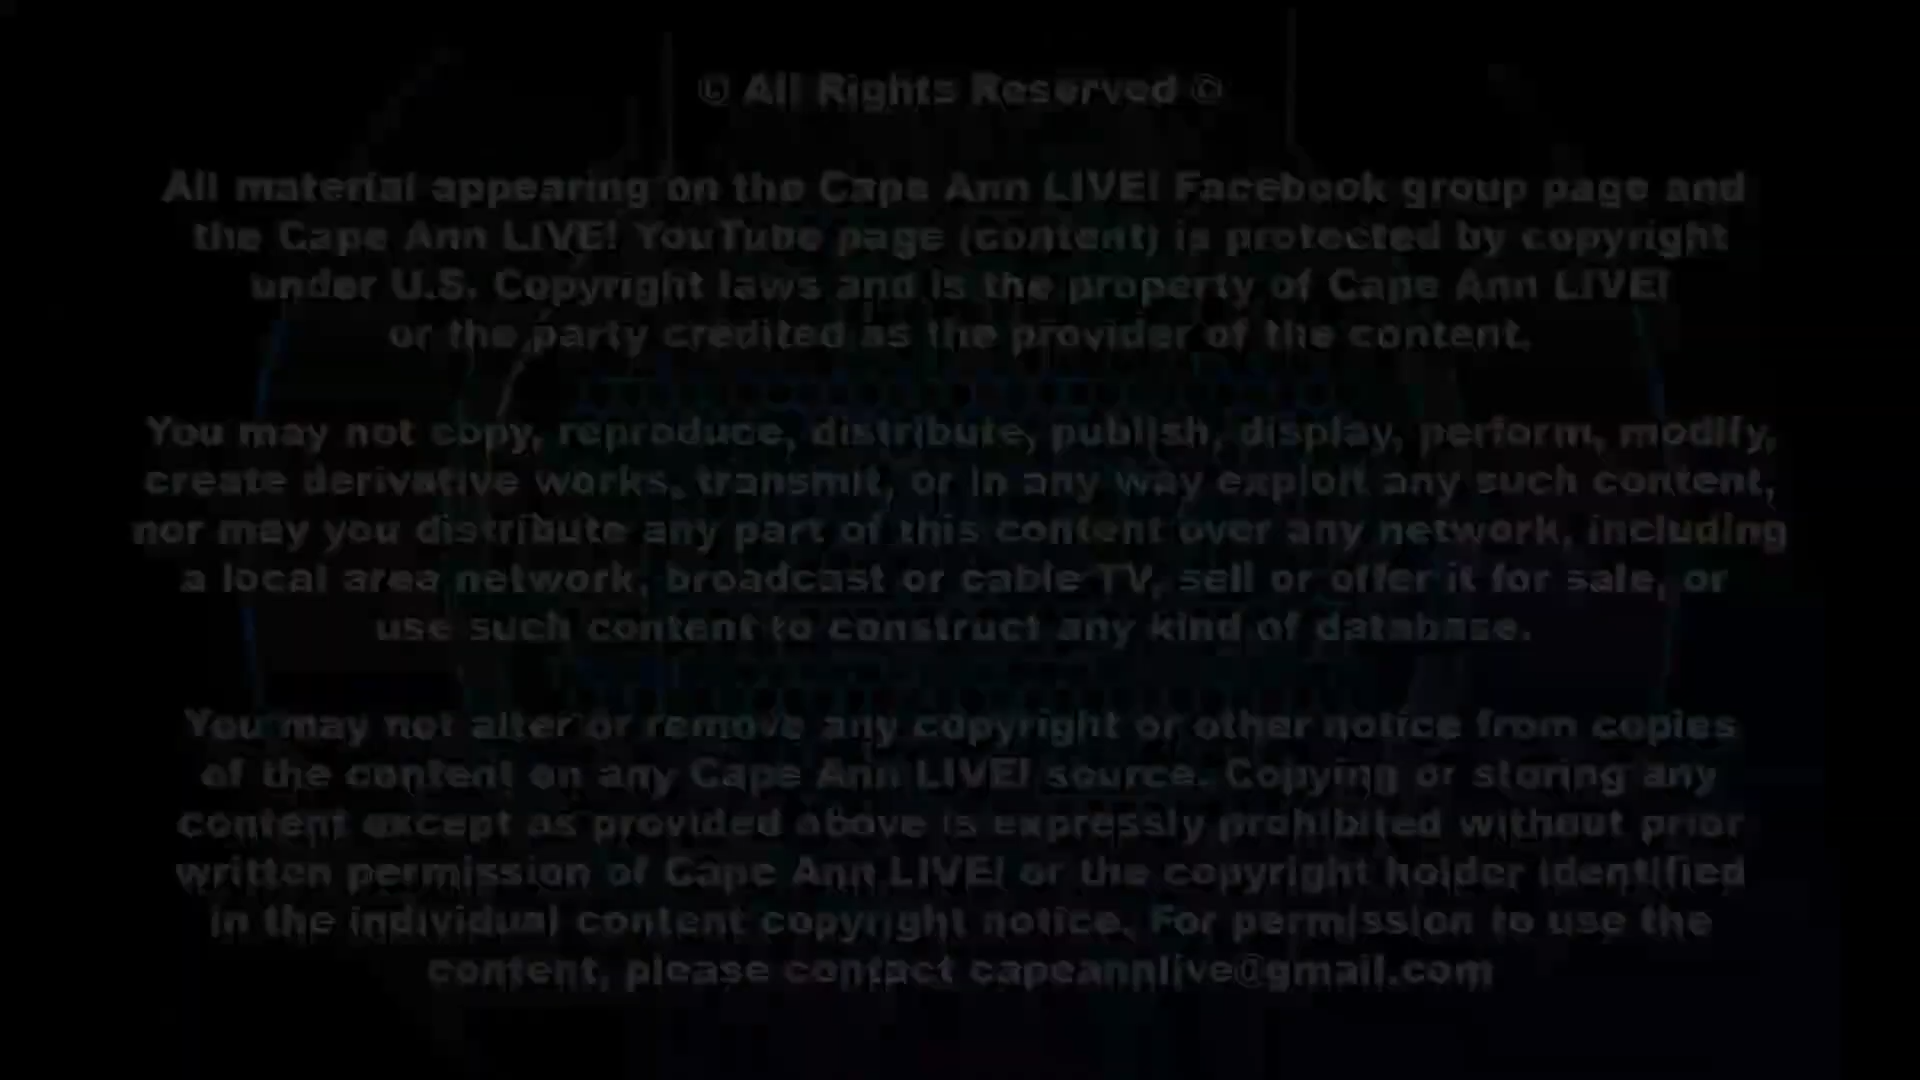 © All Rights Reserved ©
All material appearing on the Cape Ann LIVE! Facebook group page and
the Cape Ann LIVE! YouTube page (content) is protected by copyright
under U.S. Copyright laws and is the property of Cape Ann LIVE!
or the party credited as the provider of the content.
You may not copy, reproduce, distribute, publish, display, perform, modify,
create derivative works, transmit, or in any way exploit any such content,
nor may you distribute any part of this content over any network, including
a local area network, broadcast or cable TV, sell or offer it for sale, or
use such content to construct any kind of database.
You may not alter or remove any copyright or other notice from copies
of the content on any Cape Ann LIVE! source. Copying or storing any
content except as provided above is expressly prohibited without prior
written permission of Cape Ann LIVE! or the copyright holder identified
in the individual content copyright notice. For permission to use the
content, please contact capeannlive@gmail.com